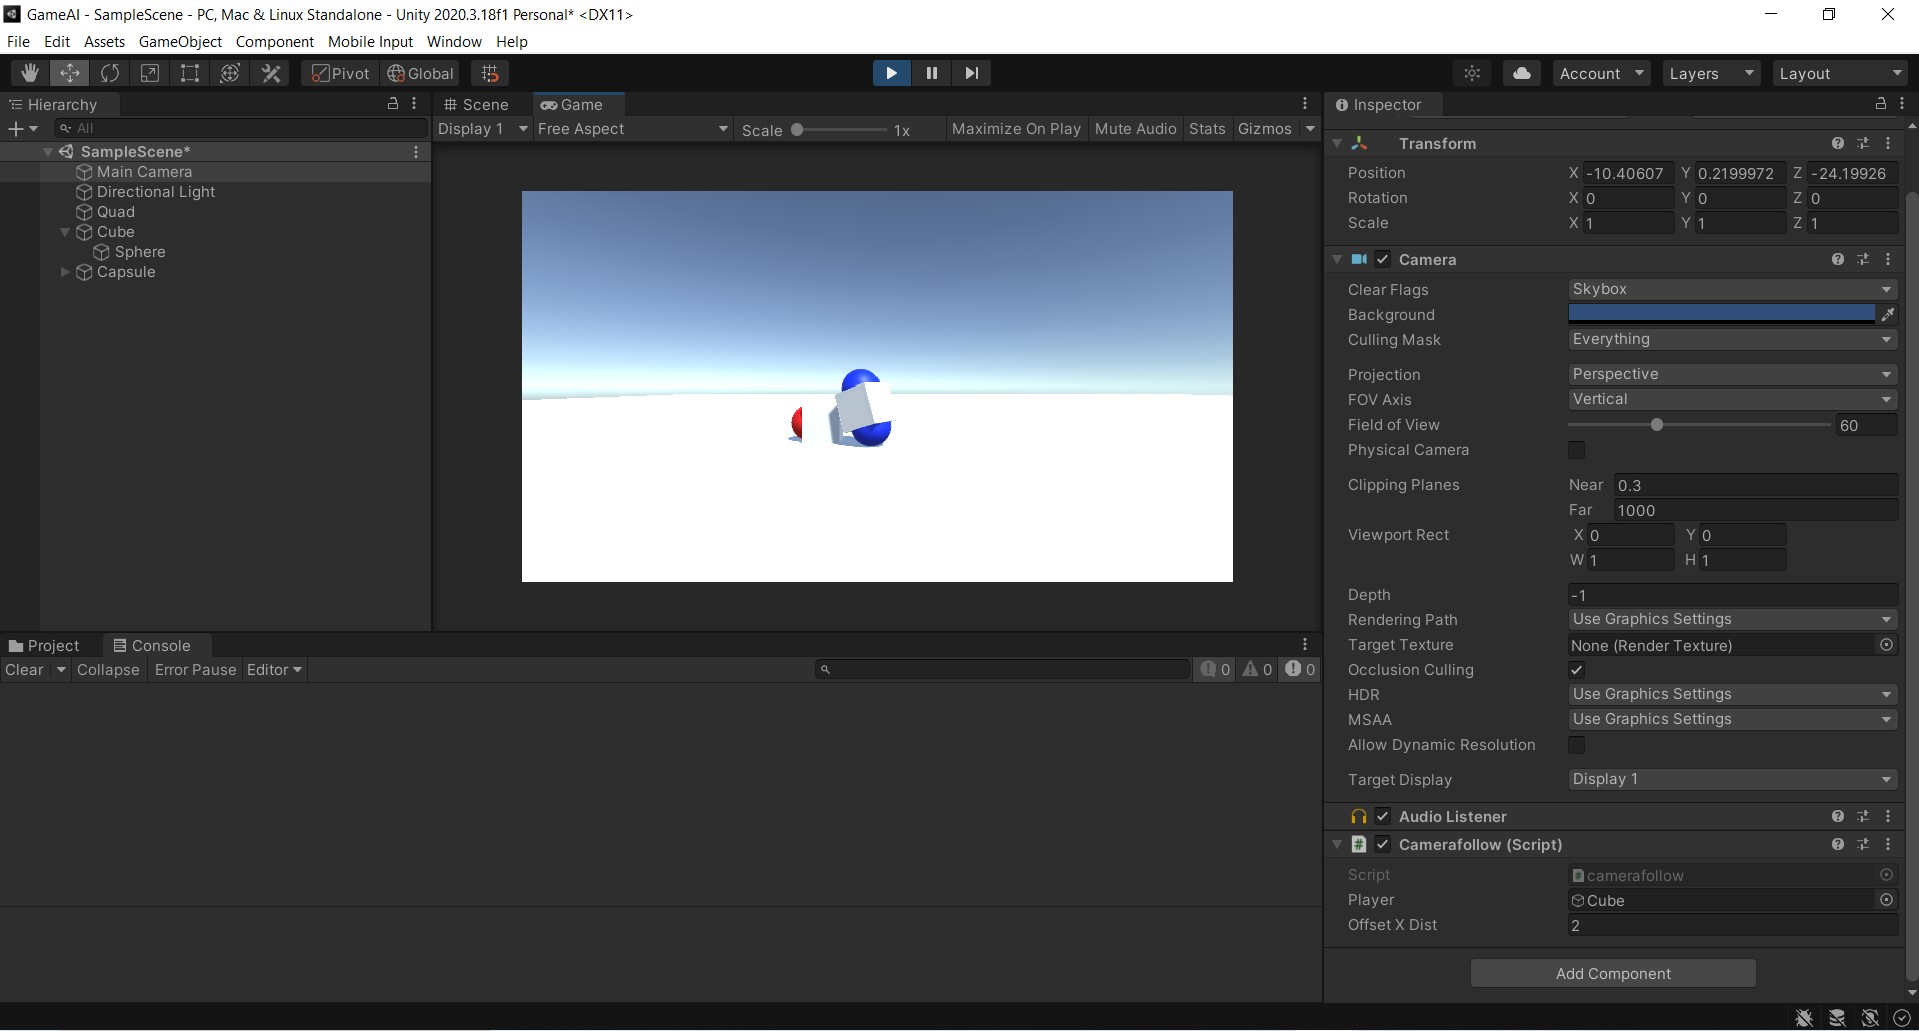 GameAI - SampleScene - PC, Mac & Linux Standalone - Unity 2020.3.18f1 Personal* <DX11>
File Edit Assets GameObject Component Mobile Input Window Help
Pivot Global Account Layers Layout
Hierarchy
All
SampleScene*
Main Camera
Directional Light
Quad
Cube
Sphere
Capsule
Scene Game
Display 1 Free Aspect Scale 1x Maximize On Play Mute Audio Stats Gizmos
Project Console
Clear Collapse Error Pause Editor 0 0 0
Inspector
Transform
Position X -10.40607 Y 0.2199972 Z -24.19926
Rotation X 0 Y 0 Z 0
Scale X 1 Y 1 Z 1
Camera
Clear Flags Skybox
Background
Culling Mask Everything
Projection Perspective
FOV Axis Vertical
Field of View 60
Physical Camera
Clipping Planes Near 0.3
Far 1000
Viewport Rect X 0 Y 0
W 1 H 1
Depth -1
Rendering Path Use Graphics Settings
Target Texture None (Render Texture)
Occlusion Culling
HDR Use Graphics Settings
MSAA Use Graphics Settings
Allow Dynamic Resolution
Target Display Display 1
Audio Listener
Camerafollow (Script)
Script camerafollow
Player Cube
Offset X Dist 2
Add Component